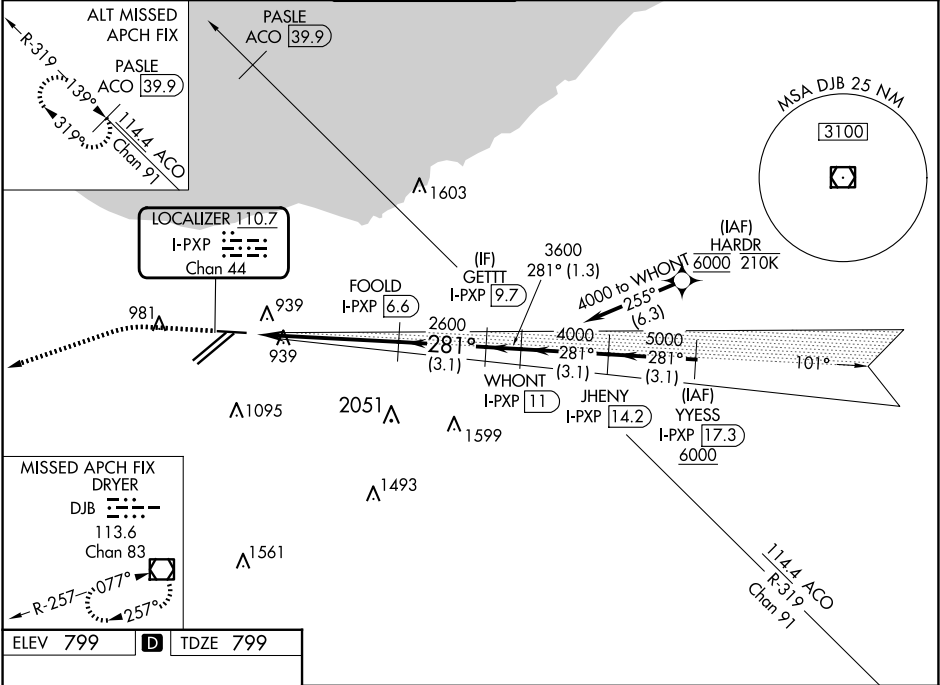 ALT MISSED
APCH FIX
PASLE
ACO 39.9
R-319
139°
319°
114.4 ACO
Chan 91
PASLE
ACO 39.9
MSA DJB 25 NM
3100
1603
LOCALIZER 110.7
I-PXP
Chan 44
(IAF)
HARDR
6000 210K
4000 to WHONT
255°
(6.3)
3600
281° (1.3)
(IF)
GETTT
I-PXP 9.7
FOOLD
I-PXP 6.6
981
939
939
2600
281°
(3.1)
4000
281°
(3.1)
5000
281°
(3.1)
101°
WHONT
I-PXP 11
JHENY
I-PXP 14.2
(IAF)
YYESS
I-PXP 17.3
6000
1095
2051
1599
1493
1561
MISSED APCH FIX
DRYER
DJB
113.6
Chan 83
R-257
077°
257°
114.4 ACO
R-319
Chan 91
ELEV 799 D TDZE 799